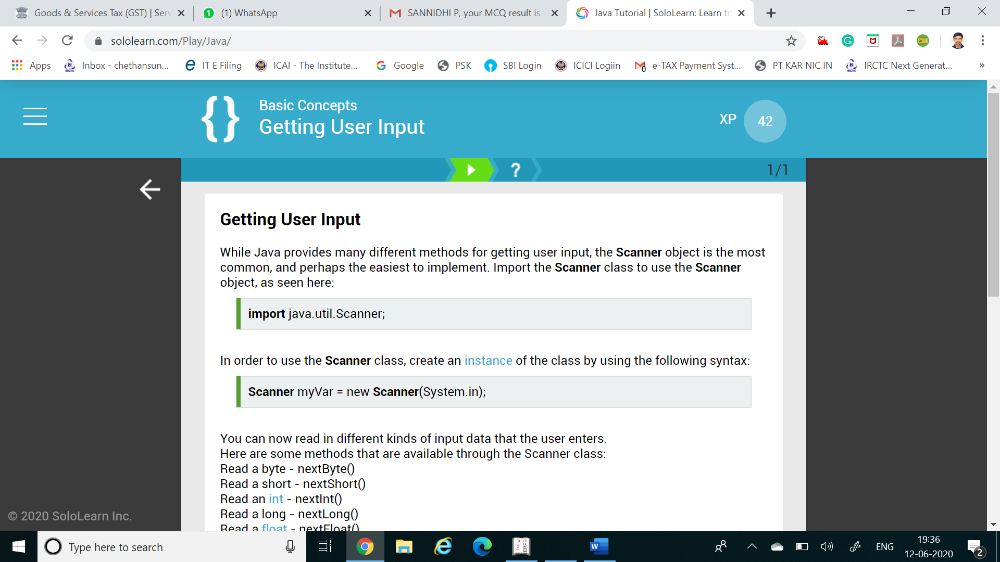 Goods & Services Tax (GST) | Serv
(1) WhatsApp
SANNIDHI P, your MCQ result is
Java Tutorial | SoloLearn: Learn to
sololearn.com/Play/Java/
Apps
Inbox - chethansun...
IT E Filing
ICAI - The Institute...
Google
PSK
SBI Login
ICICI Logiin
e-TAX Payment Syst...
PT KAR NIC IN
IRCTC Next Generat...
»
Basic Concepts
Getting User Input
XP 42
?
1/1
Getting User Input
While Java provides many different methods for getting user input, the Scanner object is the most
common, and perhaps the easiest to implement. Import the Scanner class to use the Scanner
object, as seen here:
import java.util.Scanner;
In order to use the Scanner class, create an instance of the class by using the following syntax:
Scanner myVar = new Scanner(System.in);
You can now read in different kinds of input data that the user enters.
Here are some methods that are available through the Scanner class:
Read a byte - nextByte()
Read a short - nextShort()
Read an int - nextInt()
Read a long - nextLong()
Read a float - nextFloat()
© 2020 SoloLearn Inc.
Type here to search
ENG
19:36
12-06-2020
2